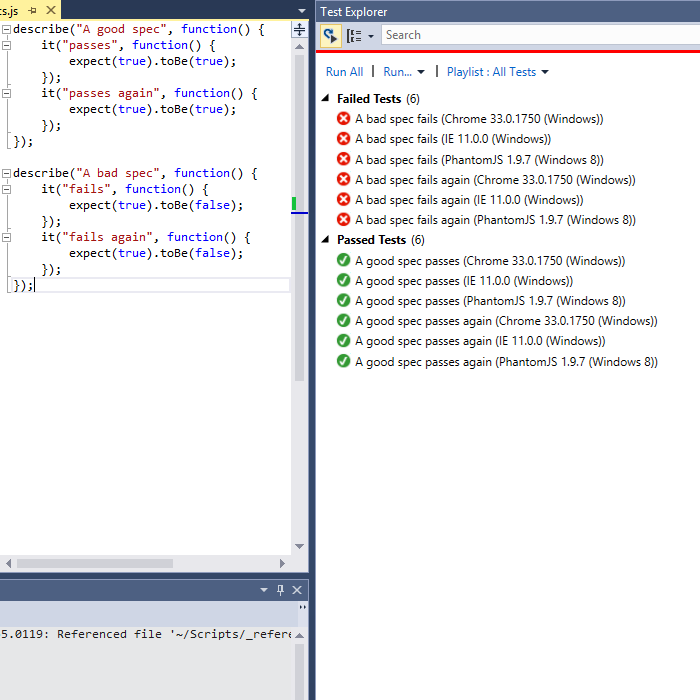 ts.js
describe("A good spec", function() {
it("passes", function() {
expect(true).toBe(true);
});
it("passes again", function() {
expect(true).toBe(true);
});
});
describe("A bad spec", function() {
it("fails", function() {
expect(true).toBe(false);
});
it("fails again", function() {
expect(true).toBe(false);
});
});
5.0119: Referenced file '~/Scripts/_refere
Test Explorer
Search
Run All | Run... | Playlist : All Tests
Failed Tests (6)
A bad spec fails (Chrome 33.0.1750 (Windows))
A bad spec fails (IE 11.0.0 (Windows))
A bad spec fails (PhantomJS 1.9.7 (Windows 8))
A bad spec fails again (Chrome 33.0.1750 (Windows))
A bad spec fails again (IE 11.0.0 (Windows))
A bad spec fails again (PhantomJS 1.9.7 (Windows 8))
Passed Tests (6)
A good spec passes (Chrome 33.0.1750 (Windows))
A good spec passes (IE 11.0.0 (Windows))
A good spec passes (PhantomJS 1.9.7 (Windows 8))
A good spec passes again (Chrome 33.0.1750 (Windows))
A good spec passes again (IE 11.0.0 (Windows))
A good spec passes again (PhantomJS 1.9.7 (Windows 8))